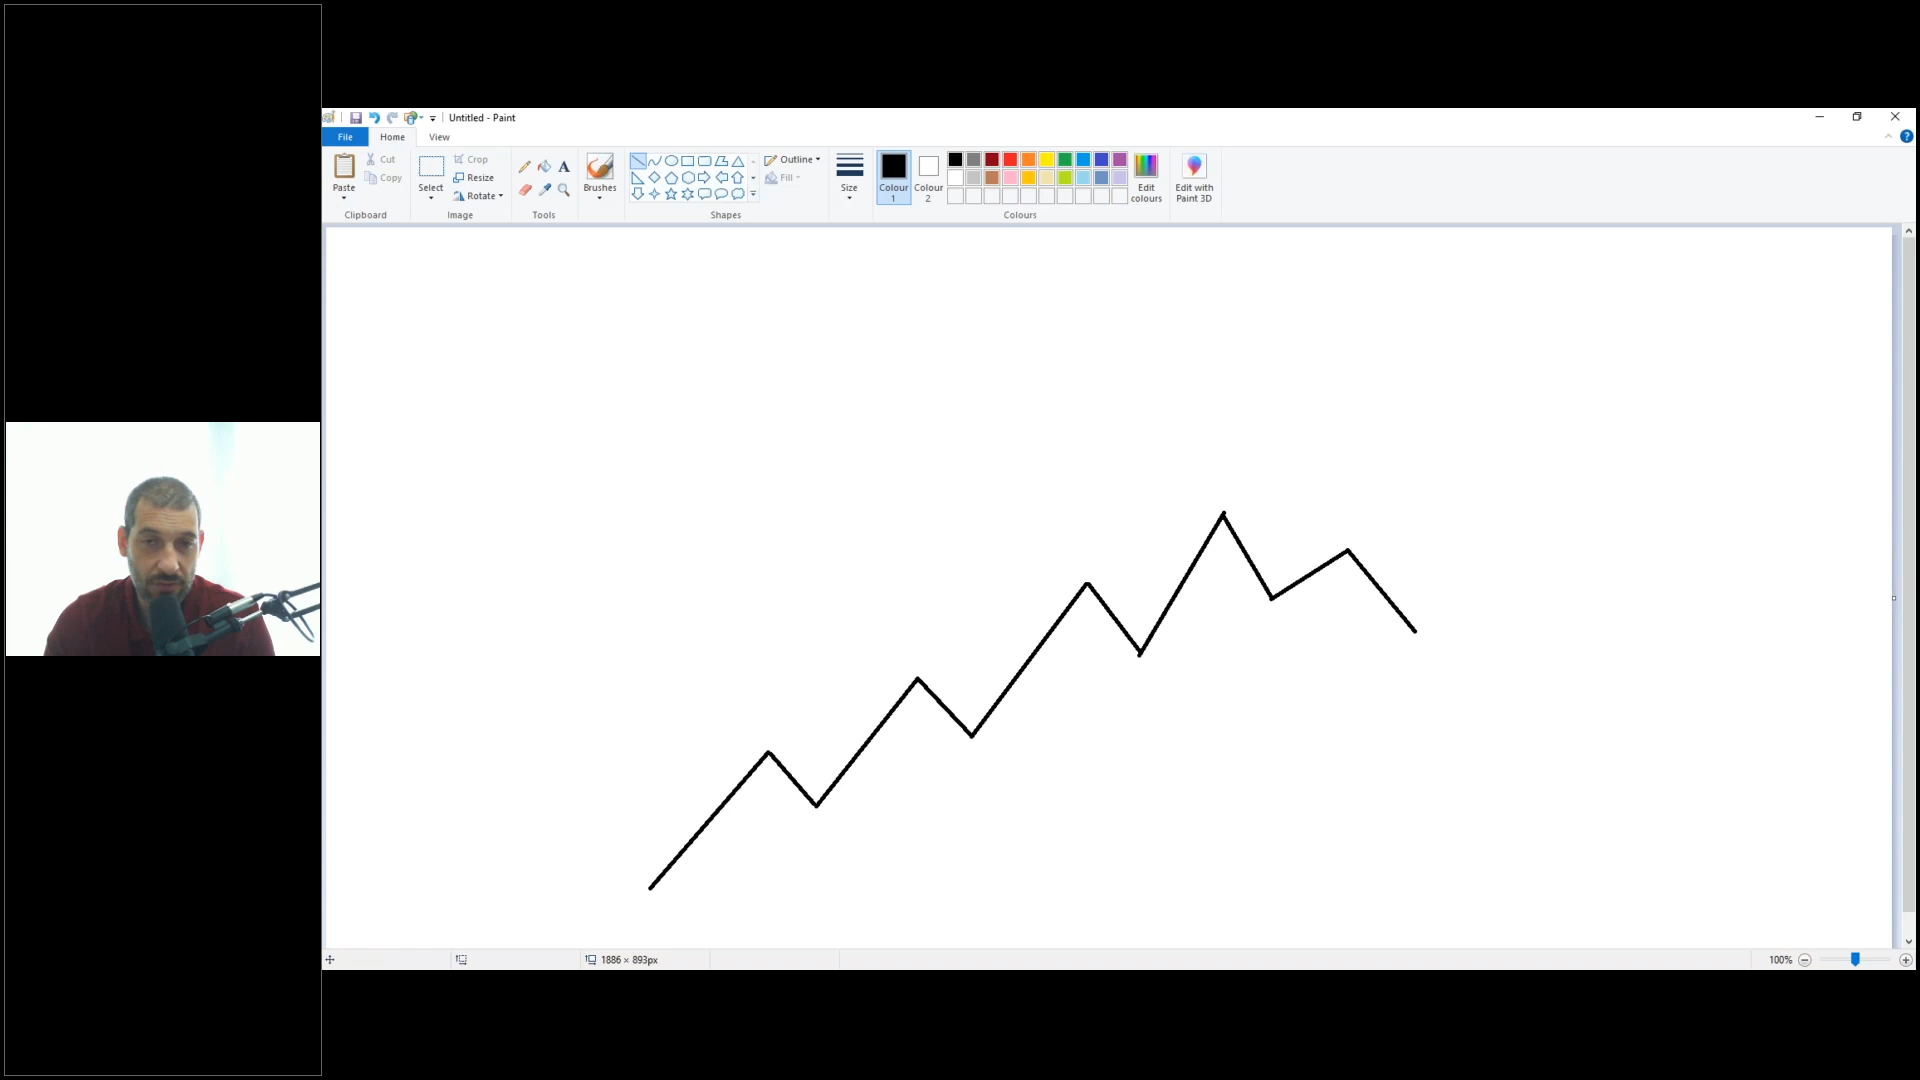 Untitled - Paint
File Home View
Paste
Cut
Copy
Clipboard
Select
Crop
Resize
Rotate
Image
A
Tools
Brushes
Outline
Fill
Shapes
Size
Colour 1
Colour 2
Edit colours
Colours
Edit with Paint 3D
1886 × 893px
100%